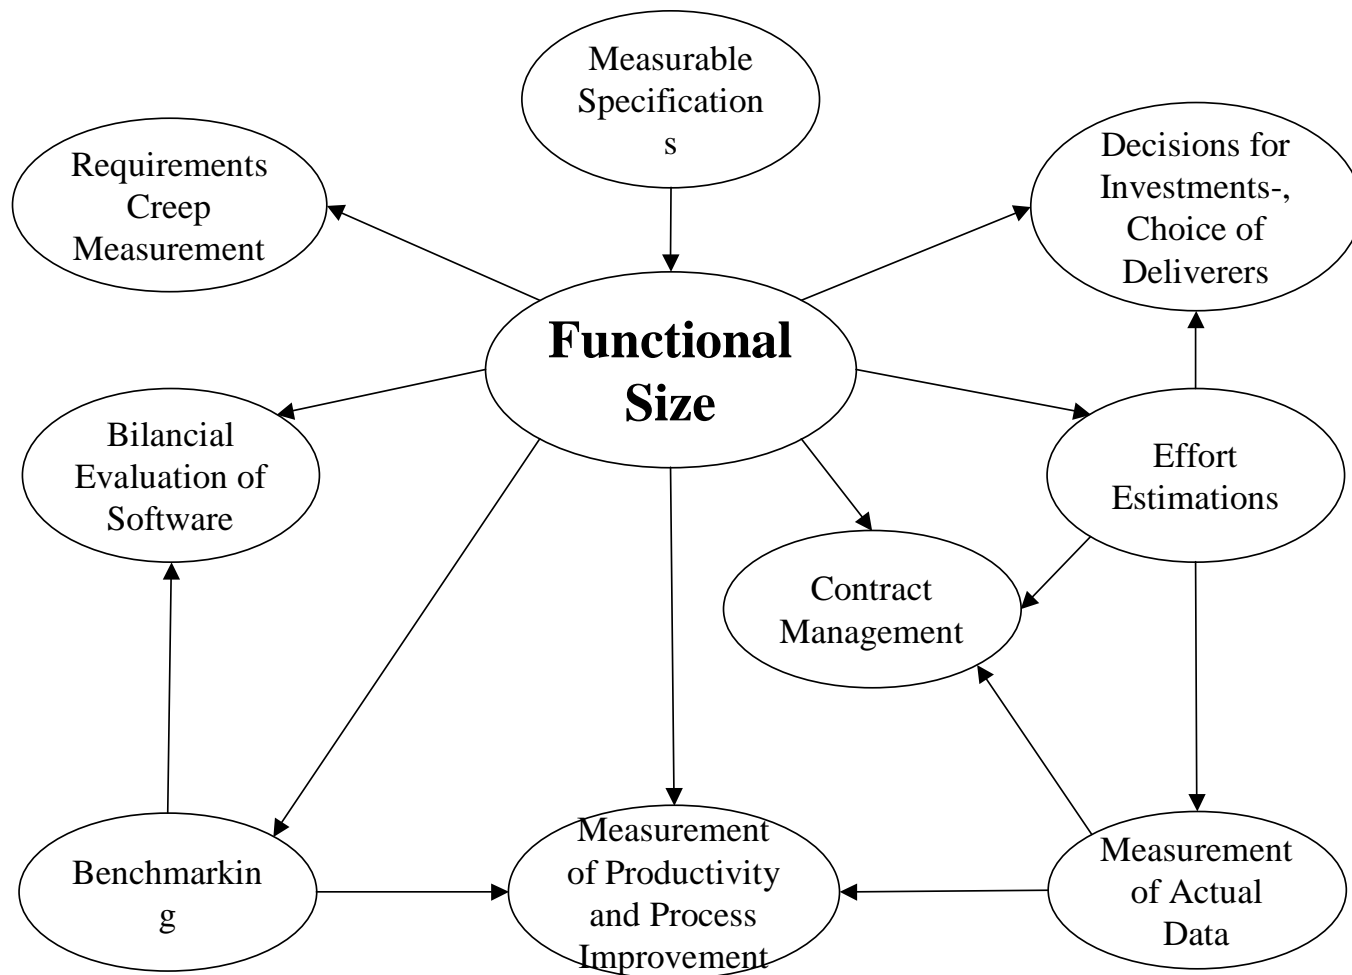 Measurable
Specification
s
Requirements
Creep
Measurement
Decisions for
Investments-,
Choice of
Deliverers
Functional
Size
Bilancial
Evaluation of
Software
Effort
Estimations
Contract
Management
Benchmarkin
g
Measurement
of Productivity
and Process
Improvement
Measurement
of Actual
Data